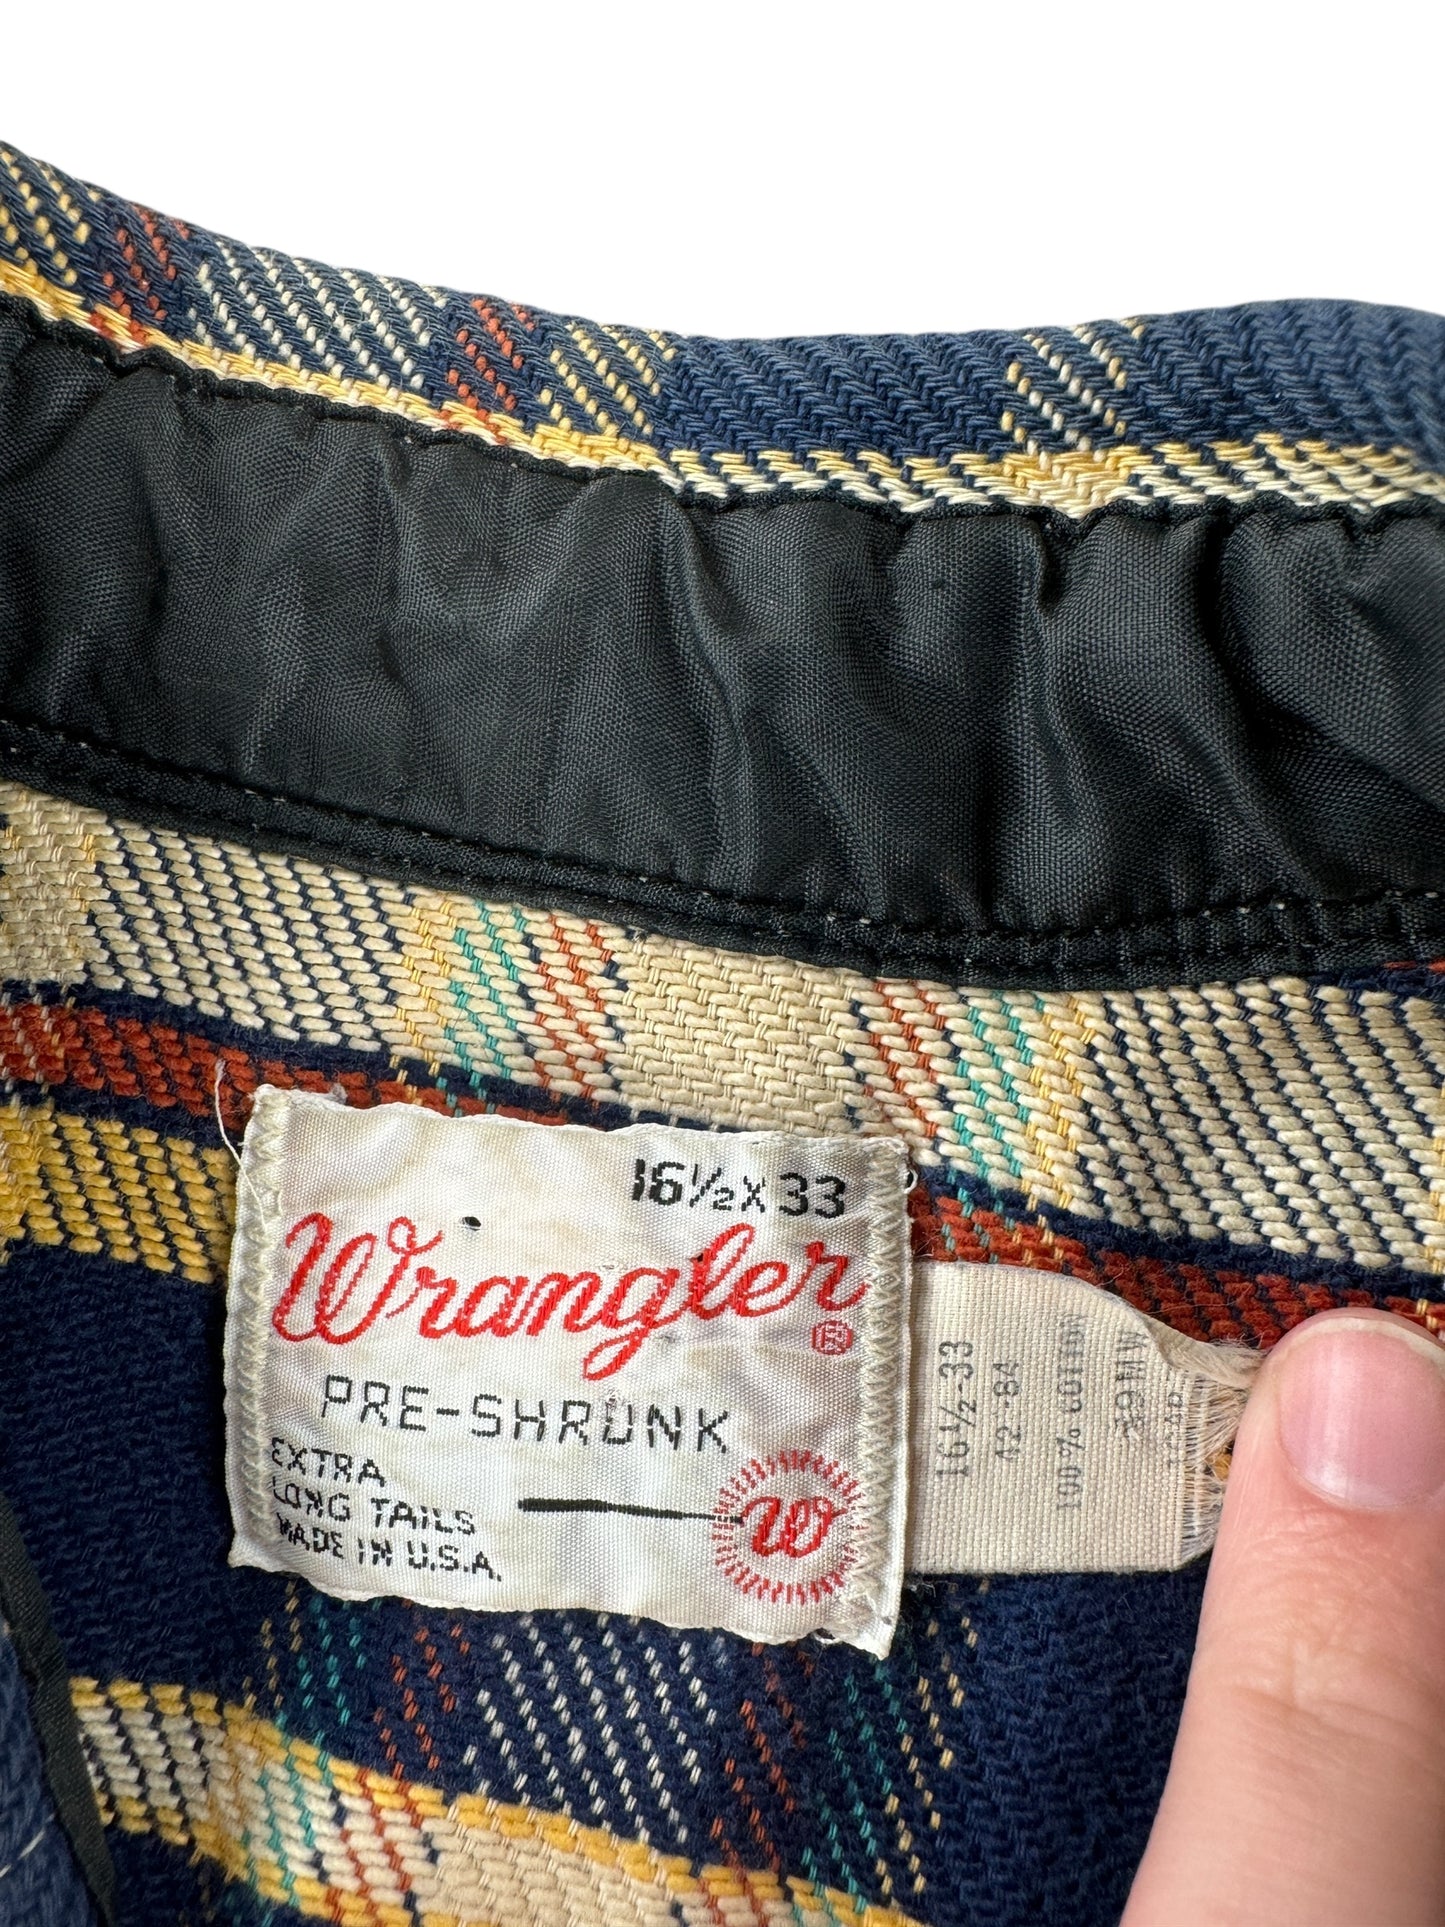 16½ X 33
Wrangler®
PRE-SHRUNK
EXTRA
LONG TAILS
MADE IN U.S.A.
W
16½-33
42-84
100% COTTON